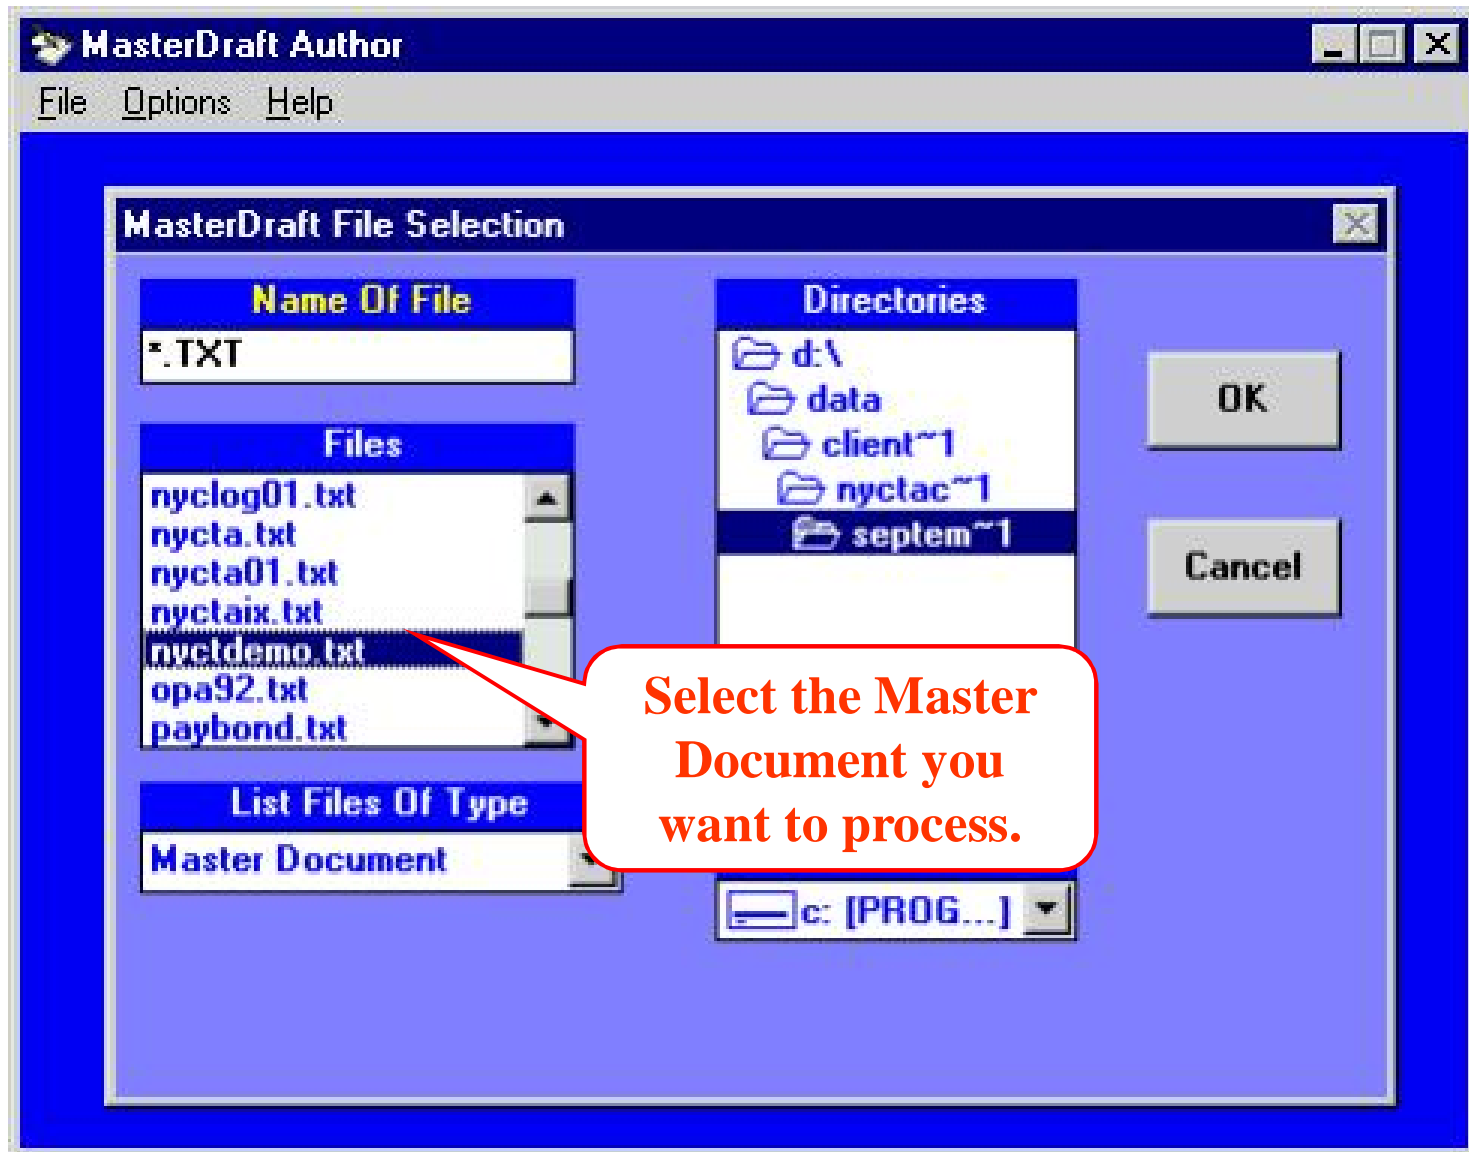 MasterDraft Author
File Options Help
MasterDraft File Selection
Name Of File
*.TXT
Files
nyclog01.txt
nycta.txt
nycta01.txt
nyctaix.txt
nyctdemo.txt
opa92.txt
paybond.txt
List Files Of Type
Master Document
Directories
d:\
data
client~1
nyctac~1
septem~1
c: [PROG...]
OK
Cancel
Select the Master
Document you
want to process.